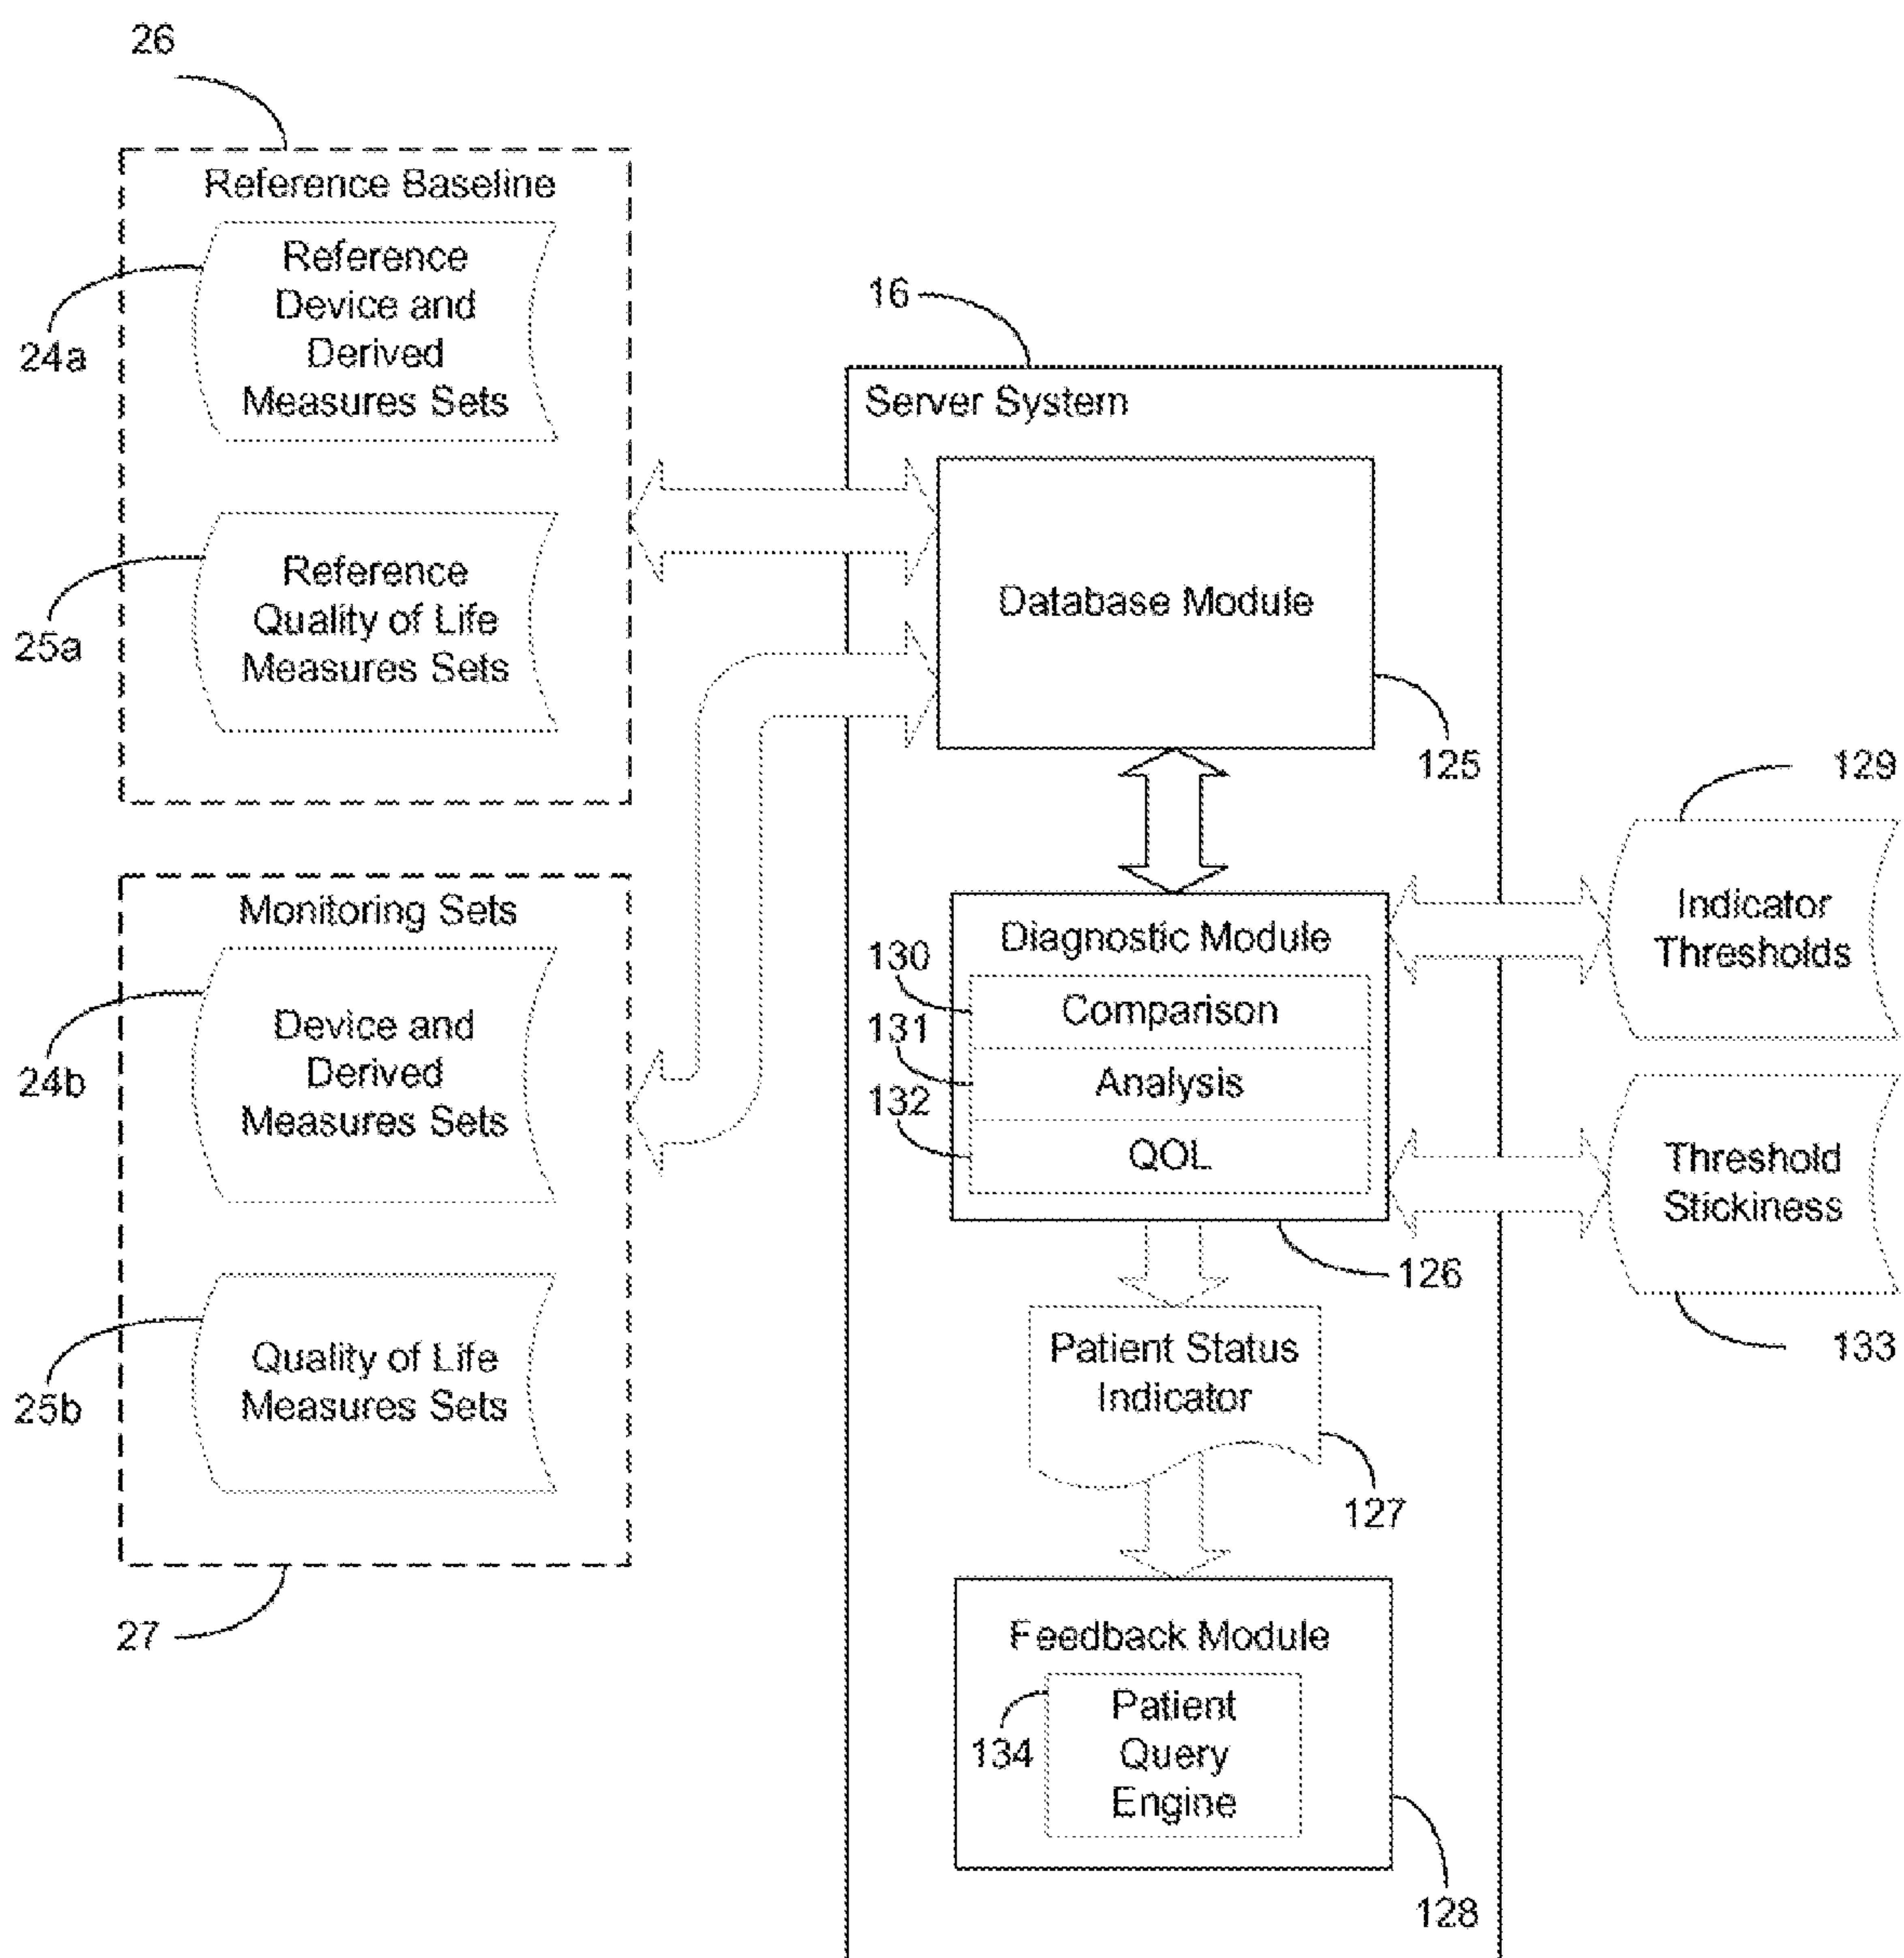 26
Reference Baseline
Reference
Device and
Derived
Measures Sets
24a
Reference
Quality of Life
Measures Sets
25a
Monitoring Sets
Device and
Derived
Measures Sets
24b
Quality of Life
Measures Sets
25b
27
16
Server System
Database Module
125
Diagnostic Module
130
Comparison
131
Analysis
132
QOL
126
129
Indicator
Thresholds
Threshold
Stickiness
133
Patient Status
Indicator
127
Feedback Module
134
Patient
Query
Engine
128